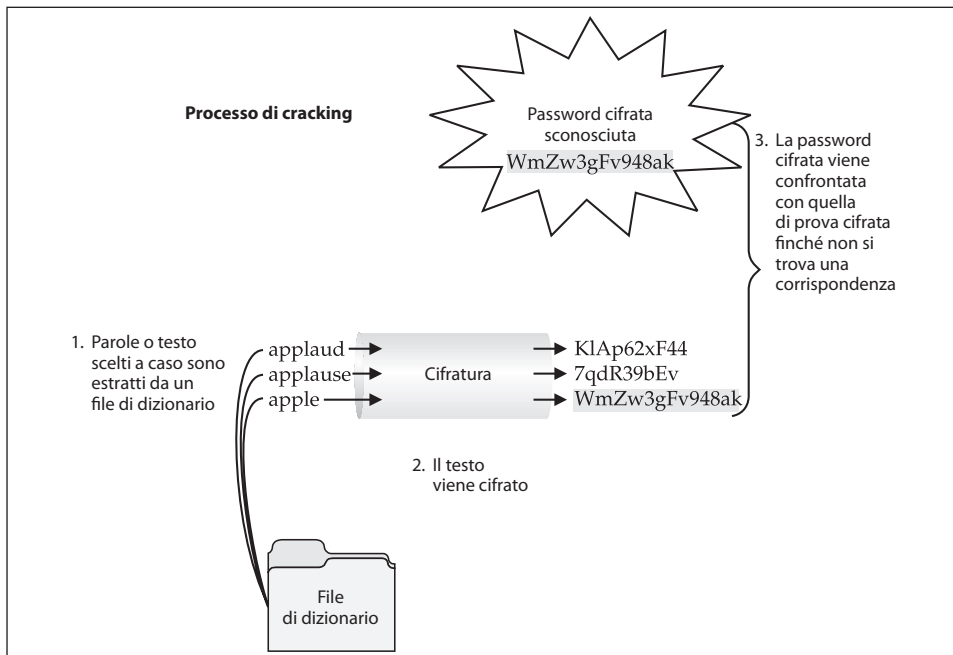 Processo di cracking
Password cifrata
sconosciuta
WmZw3gFv948ak
3. La password
cifrata viene
confrontata
con quella
di prova cifrata
finché non si
trova una
corrispondenza
1. Parole o testo
scelti a caso sono
estratti da un
file di dizionario
applaud
applause
apple
Cifratura
KlAp62xF44
7qdR39bEv
WmZw3gFv948ak
2. Il testo
viene cifrato
File
di dizionario